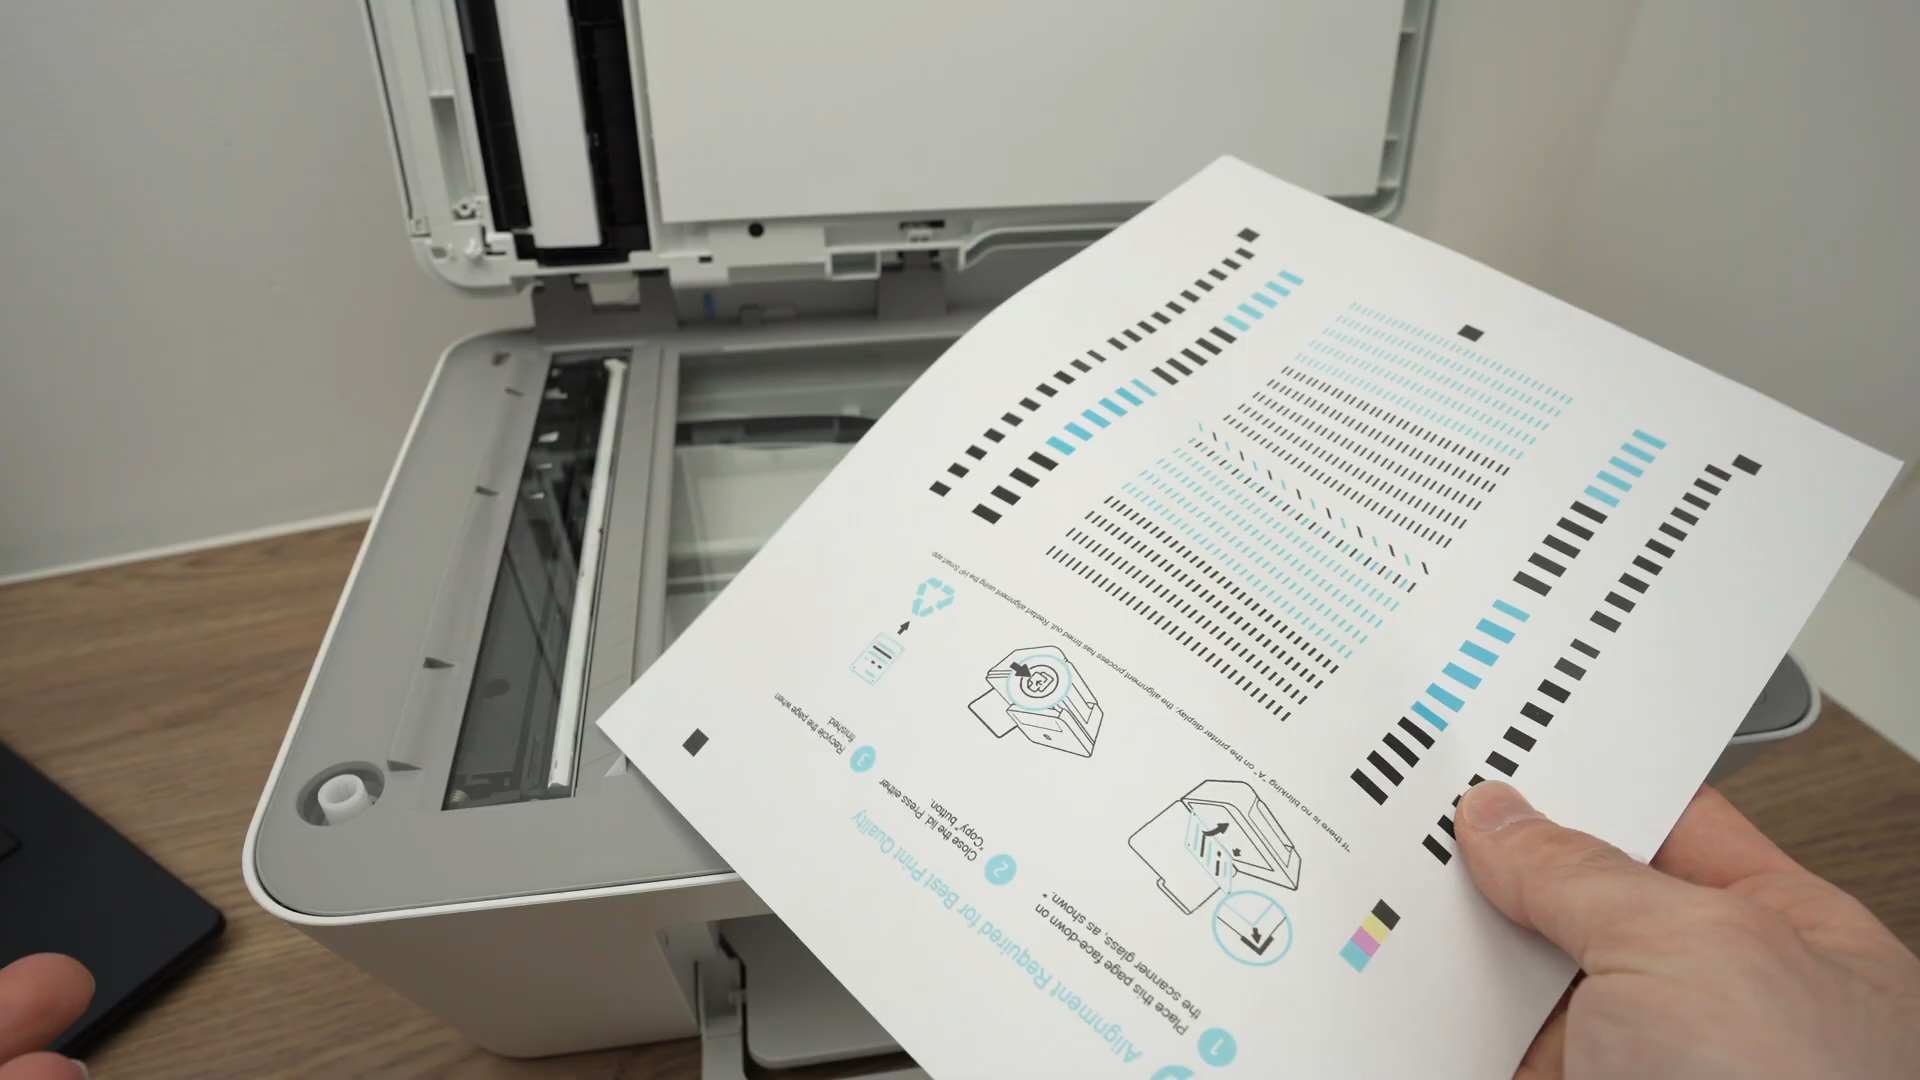 Alignment Required for Best Print Quality
1
Place this page face-down on
the scanner glass, as shown. *
2
Close the lid. Press either
"Copy" button.
3
Recycle the page when
finished.
*If there is no blinking "A" on the printer display, the alignment process has timed out. Restart alignment using the HP Smart app.